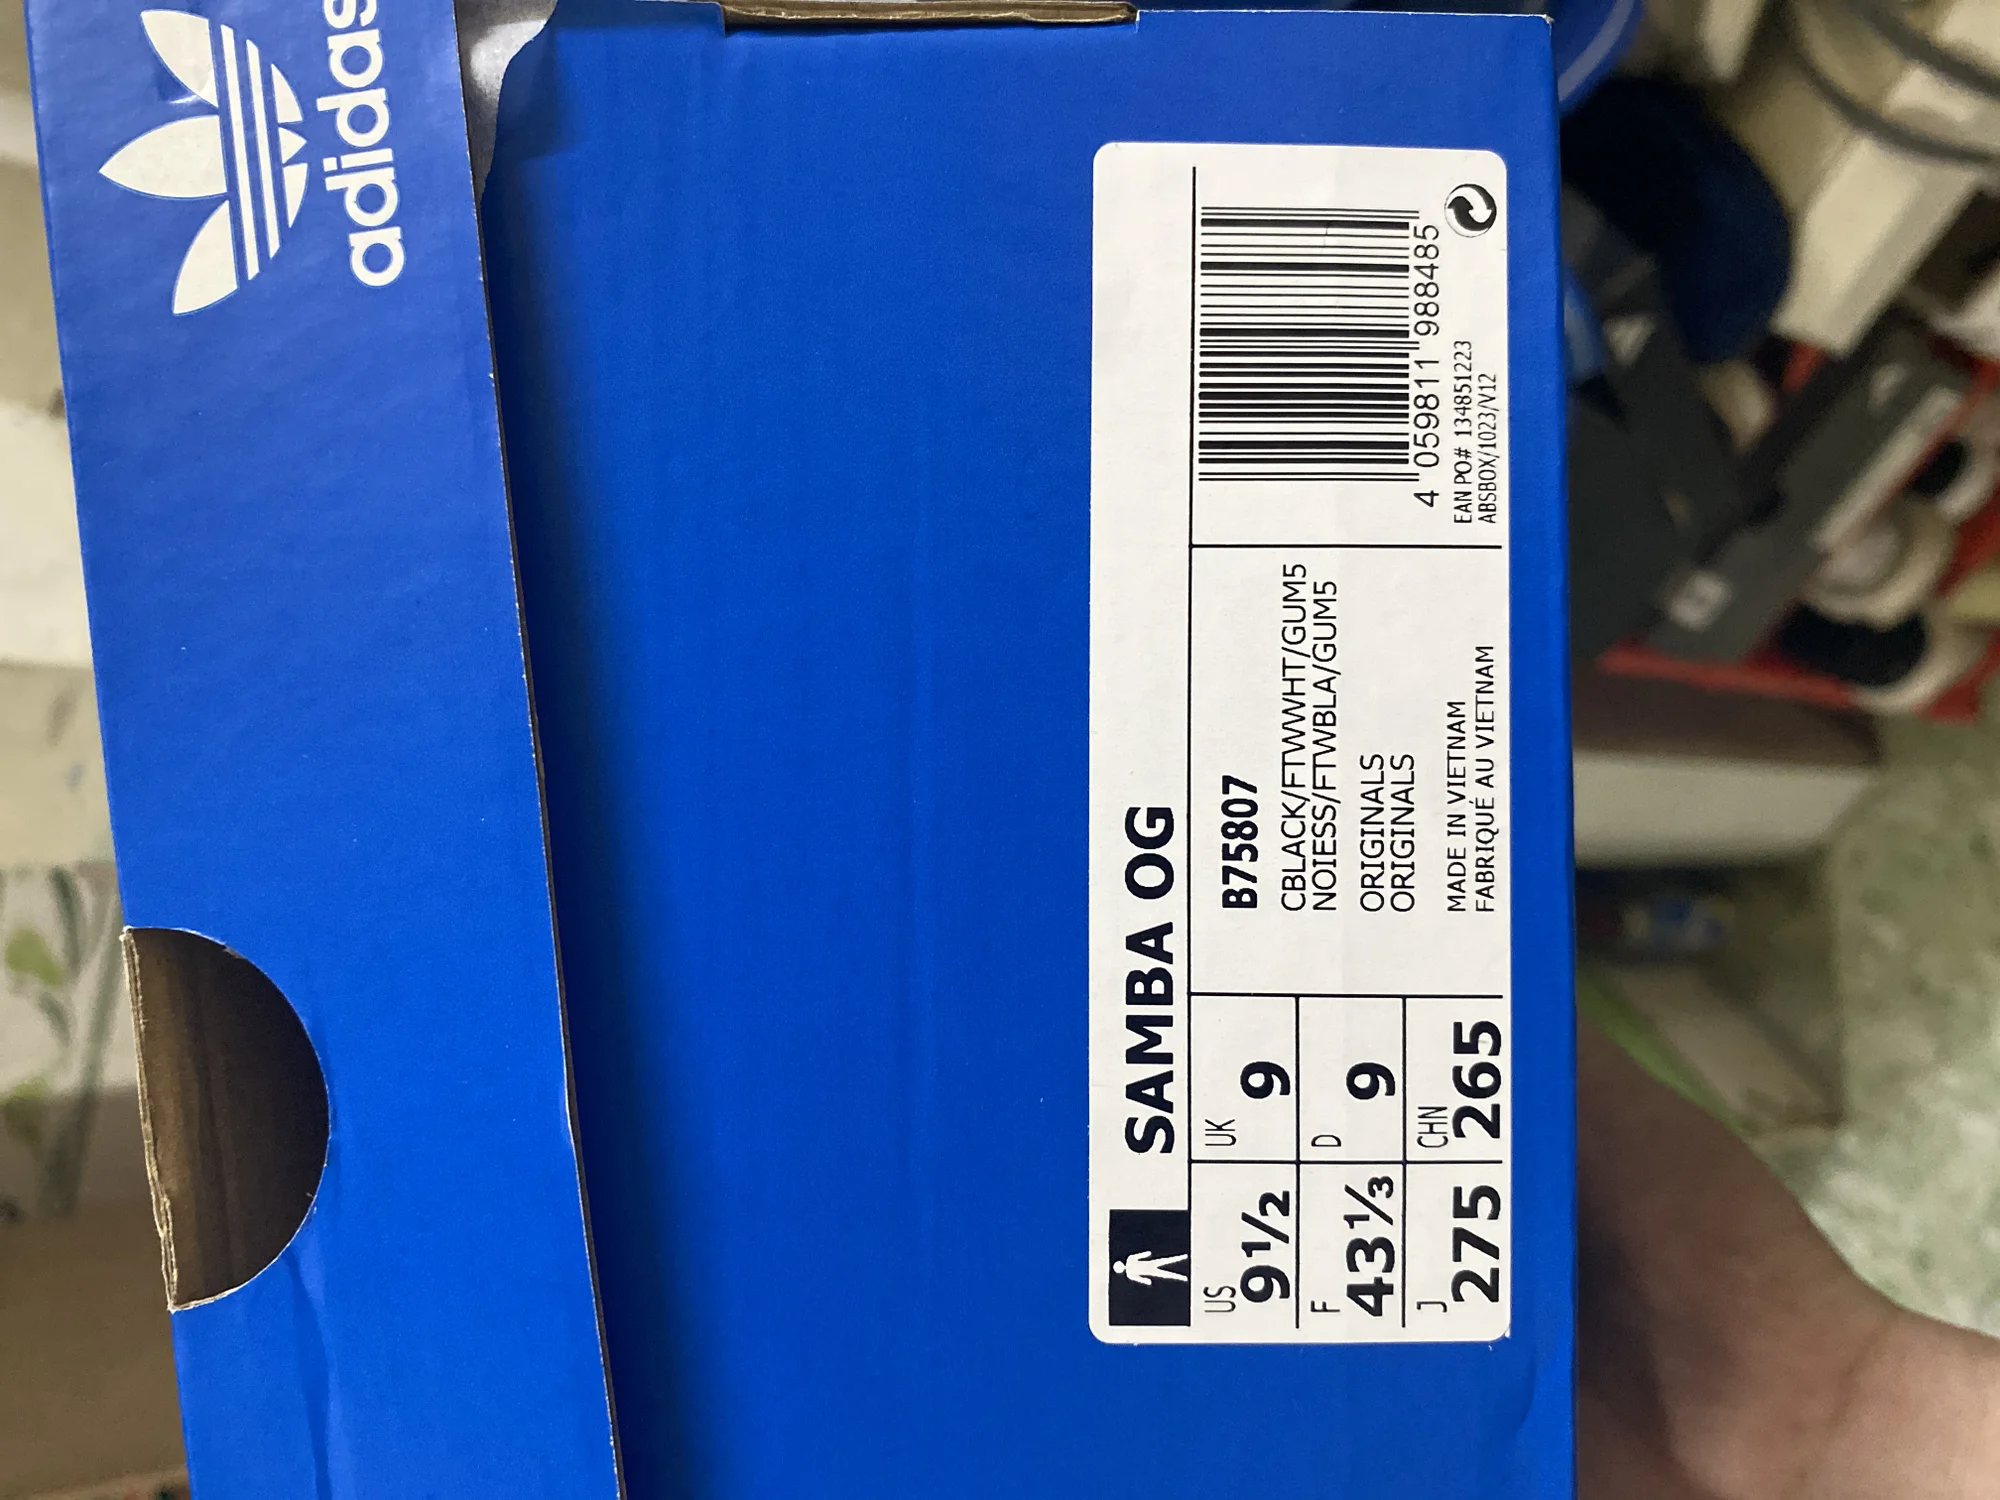 adidas
SAMBA OG
US
9½
UK
9
F
43⅓
D
9
J
275
CHN
265
B75807
CBLACK/FTWWHT/GUM5
NOIESS/FTWBLA/GUM5
ORIGINALS
ORIGINALS
MADE IN VIETNAM
FABRIQUÉ AU VIETNAM
4 059811 988485
EAN PO# 134851223
ABSBOX/1023/V12